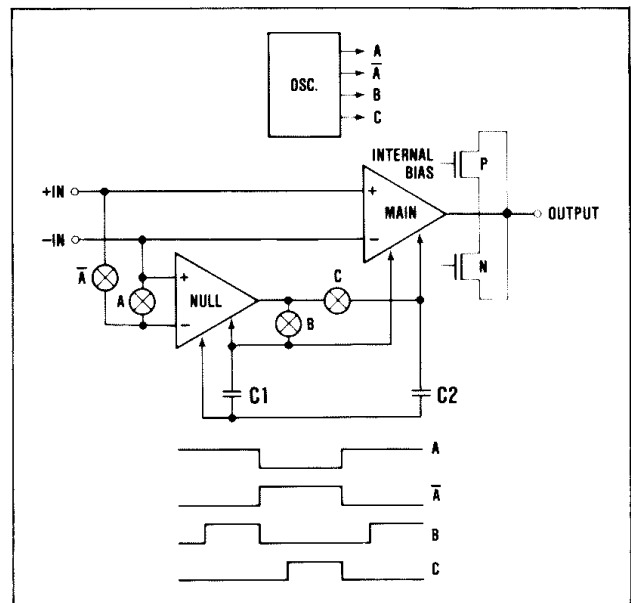 OSC.
A
A̅
B
C
INTERNAL
BIAS
P
+IN
+
MAIN
OUTPUT
−IN
−
N
A̅
A
+
NULL
−
C
B
C1
C2
A
A̅
B
C